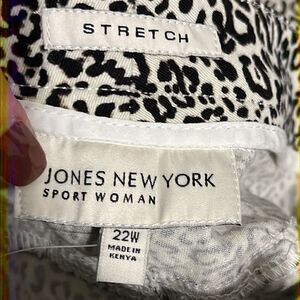 STRETCH
JONES NEW YORK
SPORT WOMAN
22W
MADE IN
KENYA